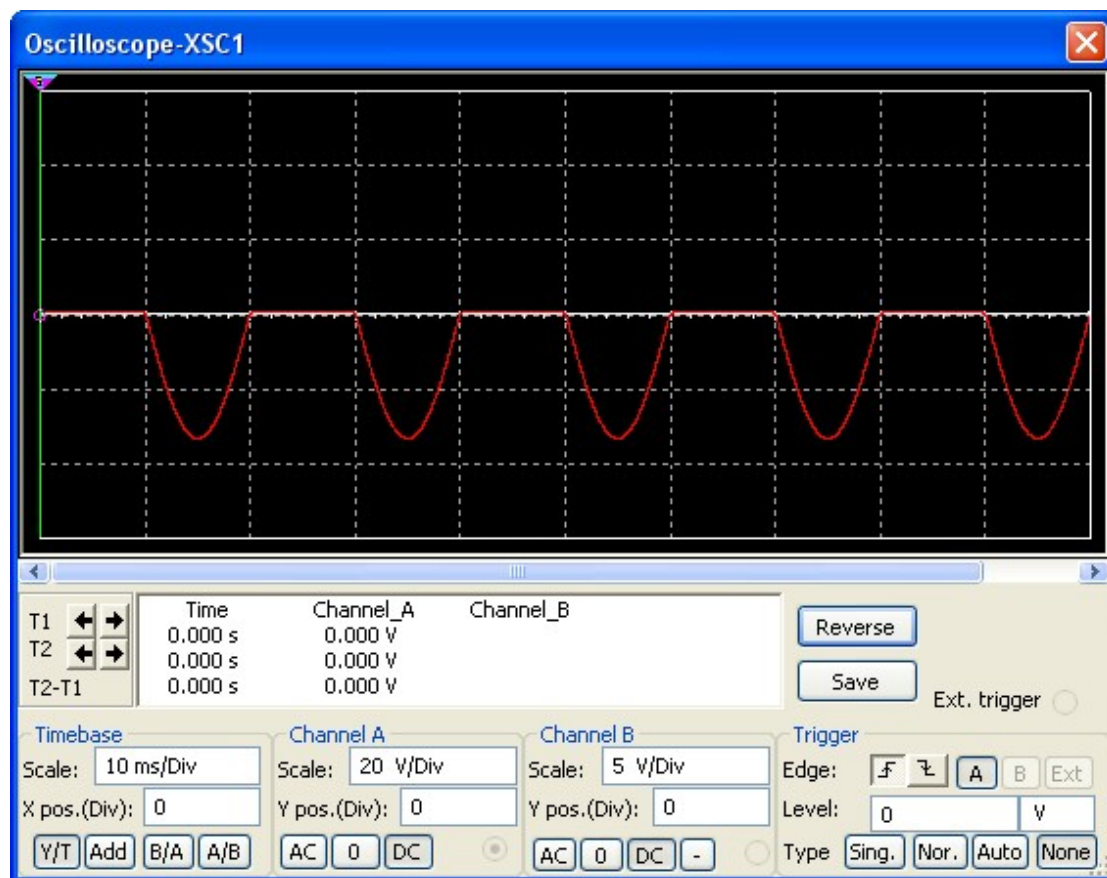 Oscilloscope-XSC1
Time Channel_A Channel_B
T1 0.000 s 0.000 V
T2 0.000 s 0.000 V
T2-T1 0.000 s 0.000 V
Reverse
Save
Ext. trigger
Timebase
Scale: 10 ms/Div
X pos.(Div): 0
Y/T Add B/A A/B
Channel A
Scale: 20 V/Div
Y pos.(Div): 0
AC 0 DC
Channel B
Scale: 5 V/Div
Y pos.(Div): 0
AC 0 DC -
Trigger
Edge: A B Ext
Level: 0 V
Type Sing. Nor. Auto None